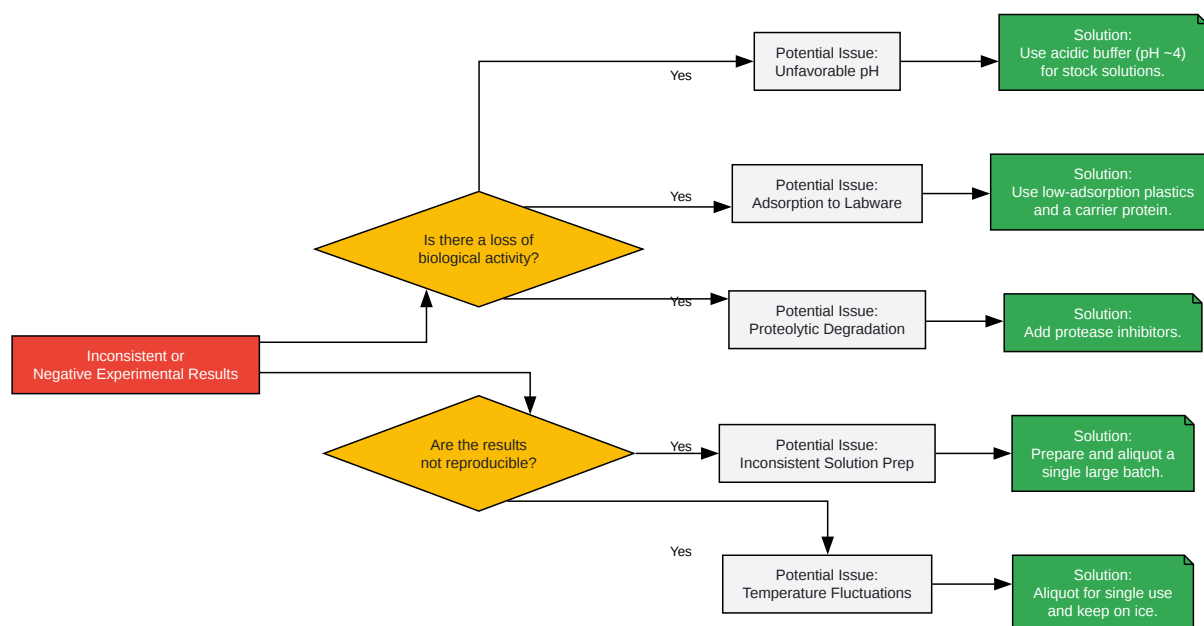 Potential Issue:
Unfavorable pH
Solution:
Use acidic buffer (pH ~4)
for stock solutions.
Yes
Potential Issue:
Adsorption to Labware
Solution:
Use low-adsorption plastics
and a carrier protein.
Yes
Is there a loss of
biological activity?
Potential Issue:
Proteolytic Degradation
Solution:
Add protease inhibitors.
Yes
Inconsistent or
Negative Experimental Results
Are the results
not reproducible?
Yes
Potential Issue:
Inconsistent Solution Prep
Solution:
Prepare and aliquot a
single large batch.
Yes
Potential Issue:
Temperature Fluctuations
Solution:
Aliquot for single use
and keep on ice.